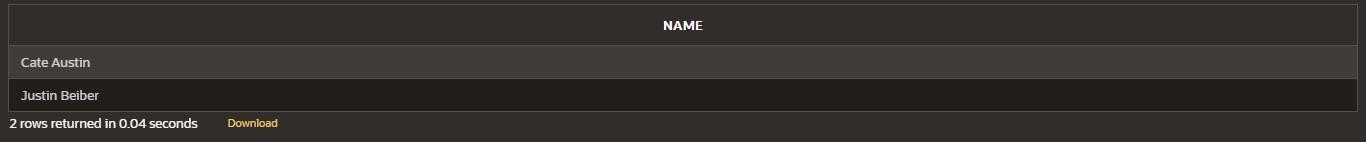 NAME
Cate Austin
Justin Beiber
2 rows returned in 0.04 seconds Download